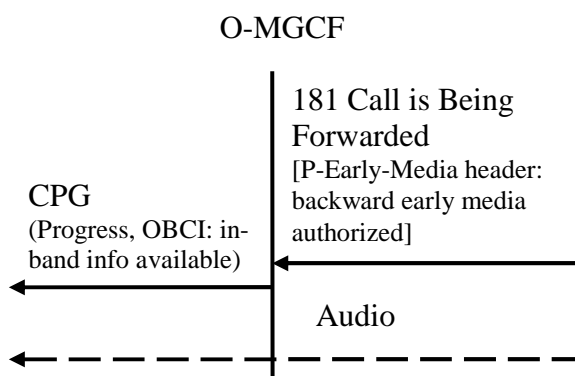 O-MGCF
181 Call is Being
Forwarded
[P-Early-Media header:
backward early media
authorized]
CPG
(Progress, OBCI: in-
band info available)
Audio